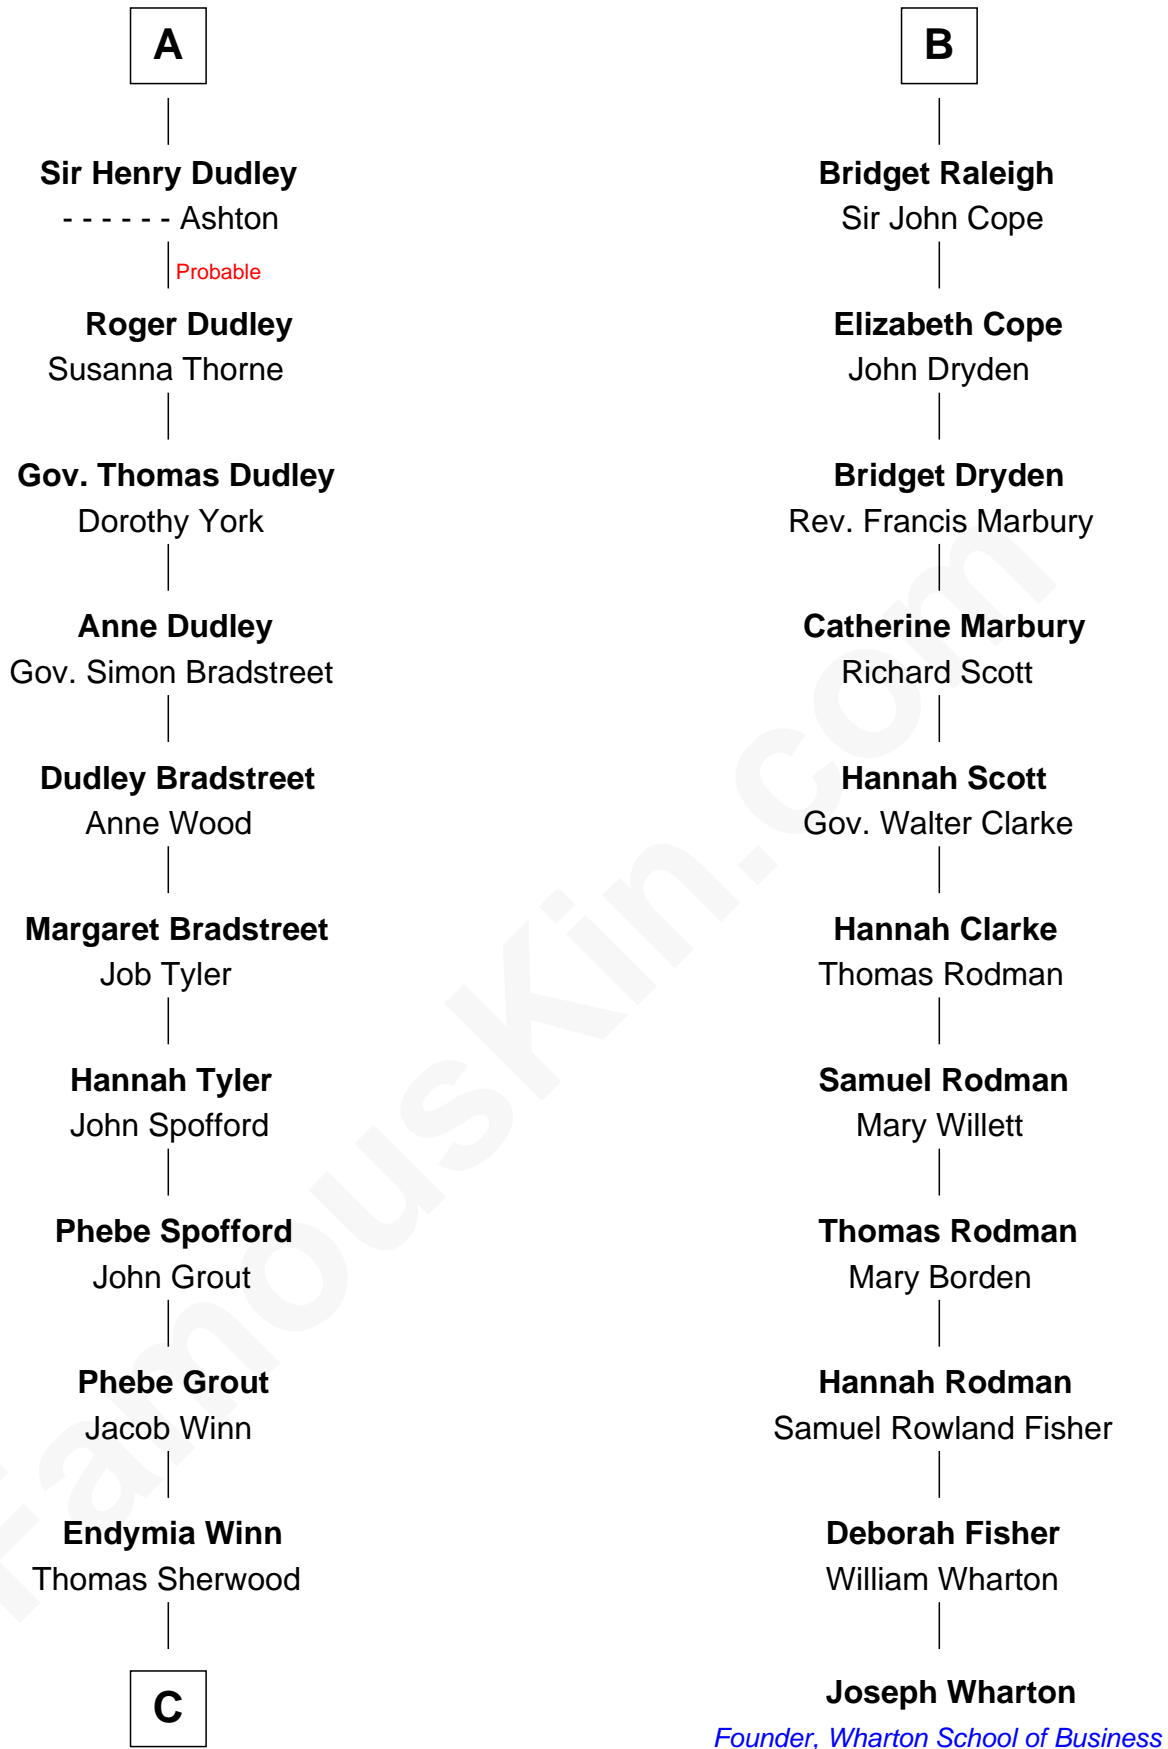 A
Sir Henry Dudley
- - - - - - Ashton
Probable
Roger Dudley
Susanna Thorne
Gov. Thomas Dudley
Dorothy York
Anne Dudley
Gov. Simon Bradstreet
Dudley Bradstreet
Anne Wood
Margaret Bradstreet
Job Tyler
Hannah Tyler
John Spofford
Phebe Spofford
John Grout
Phebe Grout
Jacob Winn
Endymia Winn
Thomas Sherwood
C
B
Bridget Raleigh
Sir John Cope
Elizabeth Cope
John Dryden
Bridget Dryden
Rev. Francis Marbury
Catherine Marbury
Richard Scott
Hannah Scott
Gov. Walter Clarke
Hannah Clarke
Thomas Rodman
Samuel Rodman
Mary Willett
Thomas Rodman
Mary Borden
Hannah Rodman
Samuel Rowland Fisher
Deborah Fisher
William Wharton
Joseph Wharton
Founder, Wharton School of Business
FamousKin.com